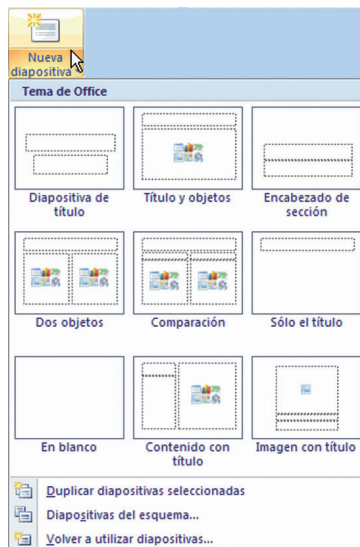 Nueva
diapositiva
Tema de Office
Diapositiva de
título
Título y objetos
Encabezado de
sección
Dos objetos
Comparación
Sólo el título
En blanco
Contenido con
título
Imagen con título
Duplicar diapositivas seleccionadas
Diapositivas del esquema...
Volver a utilizar diapositivas...